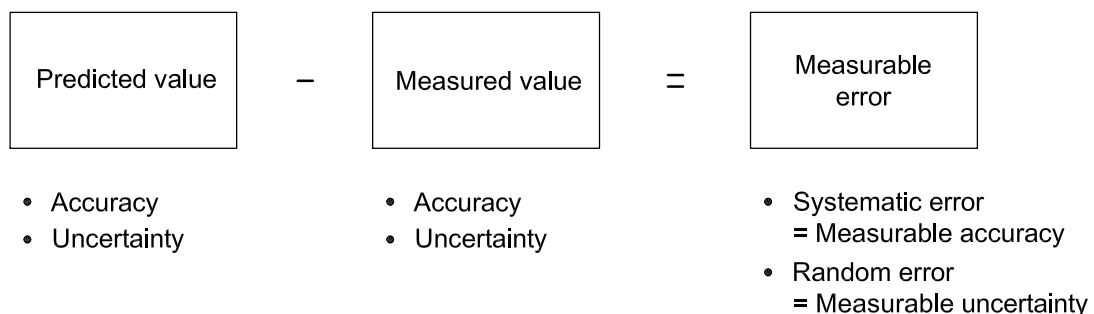 Predicted value
–
Measured value
=
Measurable
error
• Accuracy
• Uncertainty
• Accuracy
• Uncertainty
• Systematic error
= Measurable accuracy
• Random error
= Measurable uncertainty